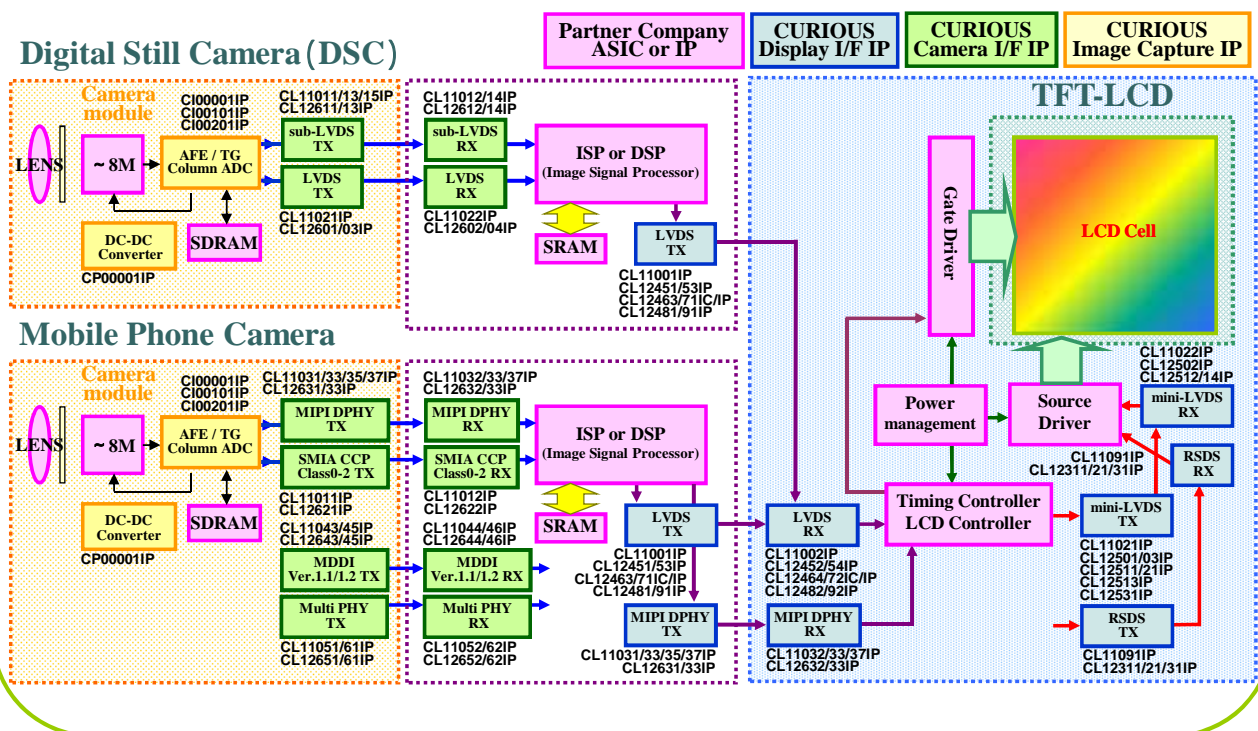 Partner Company
ASIC or IP
CURIOUS
Display I/F IP
CURIOUS
Camera I/F IP
CURIOUS
Image Capture IP
Digital Still Camera(DSC)
Camera
module
CI00001IP
CI00101IP
CI00201IP
CL11011/13/15IP
CL12611/13IP
CL11012/14IP
CL12612/14IP
LENS
~8M
AFE / TG
Column ADC
sub-LVDS
TX
LVDS
TX
CL11021IP
CL12601/03IP
sub-LVDS
RX
LVDS
RX
CL11022IP
CL12602/04IP
ISP or DSP
(Image Signal Processor)
DC-DC
Converter
CP00001IP
SDRAM
SRAM
LVDS
TX
CL11001IP
CL12451/53IP
CL12463/71IC/IP
CL12481/91IP
TFT-LCD
Gate Driver
LCD Cell
Mobile Phone Camera
Camera
module
CI00001IP
CI00101IP
CI00201IP
CL11031/33/35/37IP
CL12631/33IP
CL11032/33/37IP
CL12632/33IP
LENS
~8M
AFE / TG
Column ADC
MIPI DPHY
TX
SMIA CCP
Class0-2 TX
CL11011IP
CL12621IP
MIPI DPHY
RX
SMIA CCP
Class0-2 RX
CL11012IP
CL12622IP
ISP or DSP
(Image Signal Processor)
DC-DC
Converter
CP00001IP
SDRAM
SRAM
CL11043/45IP
CL12643/45IP
MDDI
Ver.1.1/1.2 TX
Multi PHY
TX
CL11051/61IP
CL12651/61IP
CL11044/46IP
CL12644/46IP
MDDI
Ver.1.1/1.2 RX
Multi PHY
RX
CL11052/62IP
CL12652/62IP
LVDS
TX
CL11001IP
CL12451/53IP
CL12463/71IC/IP
CL12481/91IP
MIPI DPHY
TX
CL11031/33/35/37IP
CL12631/33IP
LVDS
RX
CL11002IP
CL12452/54IP
CL12464/72IC/IP
CL12482/92IP
MIPI DPHY
RX
CL11032/33/37IP
CL12632/33IP
Power
management
Source
Driver
CL11022IP
CL12502IP
CL12512/14IP
mini-LVDS
RX
CL11091IP
CL12311/21/31IP
RSDS
RX
Timing Controller
LCD Controller
mini-LVDS
TX
CL11021IP
CL12501/03IP
CL12511/21IP
CL12513IP
CL12531IP
RSDS
TX
CL11091IP
CL12311/21/31IP